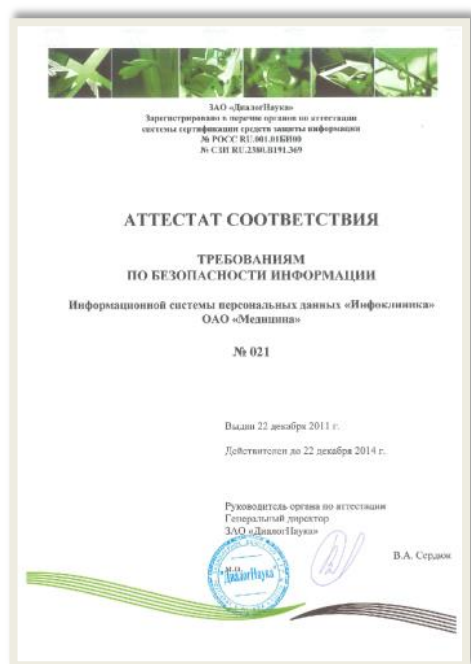 ЗАО «ДиалогНаука»
Зарегистрировано в перечне органов по аттестации
системы сертификации средств защиты информации
№ РОСС RU.001.01БИ00
№ СЗИ RU.2380.В191.369
АТТЕСТАТ СООТВЕТСТВИЯ
ТРЕБОВАНИЯМ
ПО БЕЗОПАСНОСТИ ИНФОРМАЦИИ
Информационной системы персональных данных «Инфоклиника»
ОАО «Медицина»
№ 021
Выдан 22 декабря 2011 г.
Действителен до 22 декабря 2014 г.
Руководитель органа по аттестации
Генеральный директор
ЗАО «ДиалогНаука»
М.П.
ДиалогНаука
В.А. Сердюк